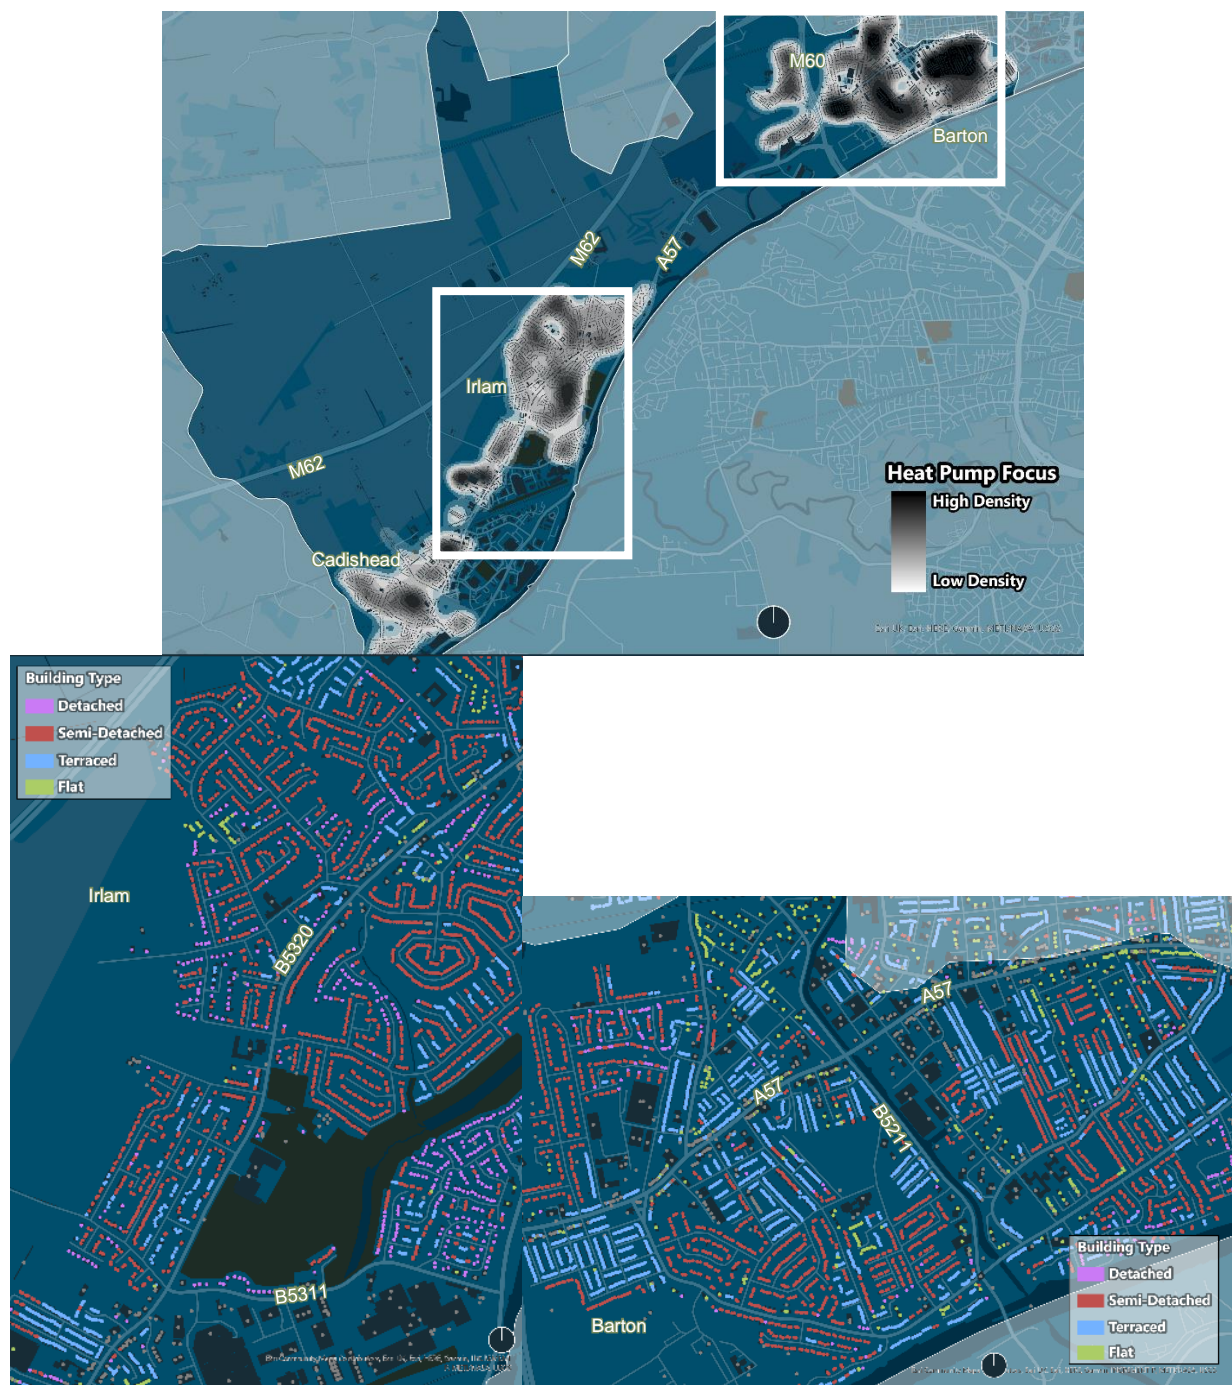 M60
Barton
M62
A57
Irlam
M62
Heat Pump Focus
High Density
Cadishead
Low Density
Building Type
Detached
Semi-Detached
Terraced
Flat
Irlam
B5320
B5311
A57
A57
B5211
Barton
Building Type
Detached
Semi-Detached
Terraced
Flat